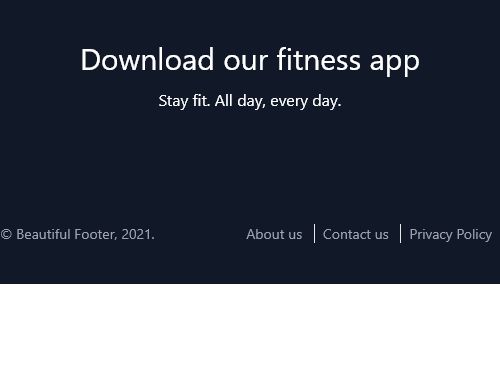 Download our fitness app
Stay fit. All day, every day.
© Beautiful Footer, 2021.
About us
Contact us
Privacy Policy